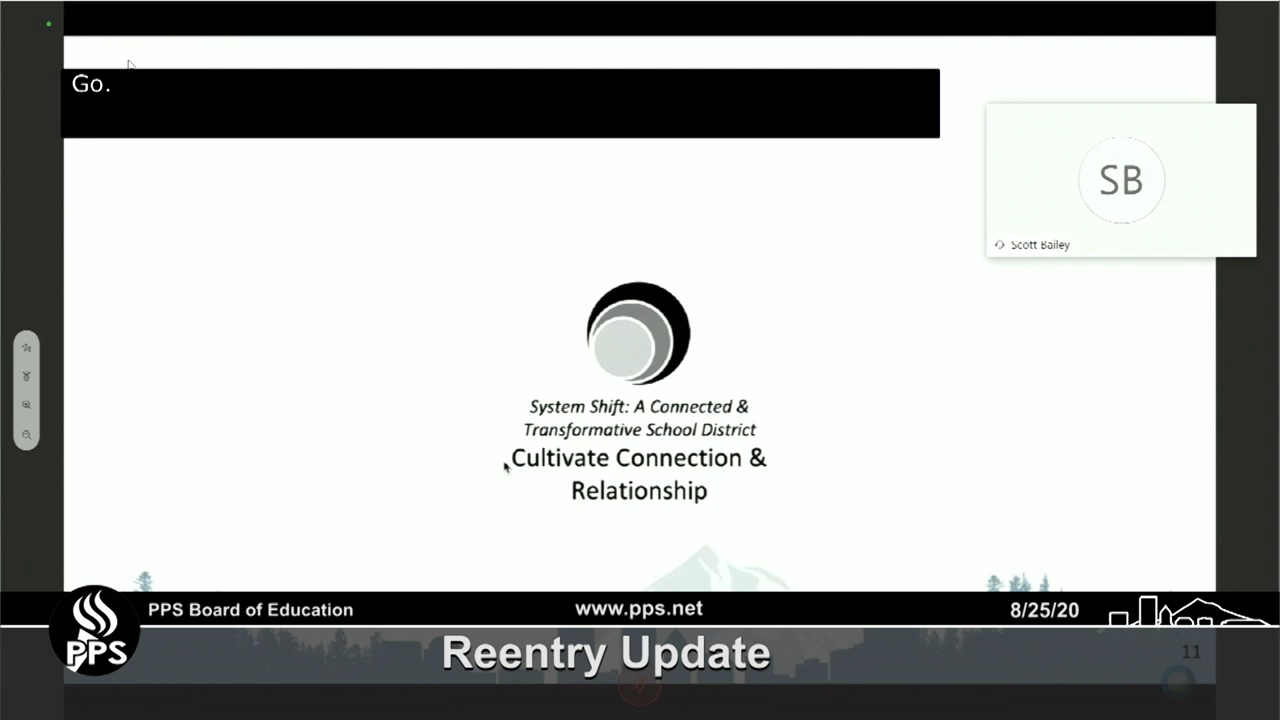 Go.
SB
Scott Bailey
System Shift: A Connected &
Transformative School District
Cultivate Connection &
Relationship
PPS Board of Education
www.pps.net
8/25/20
PPS
Reentry Update
11